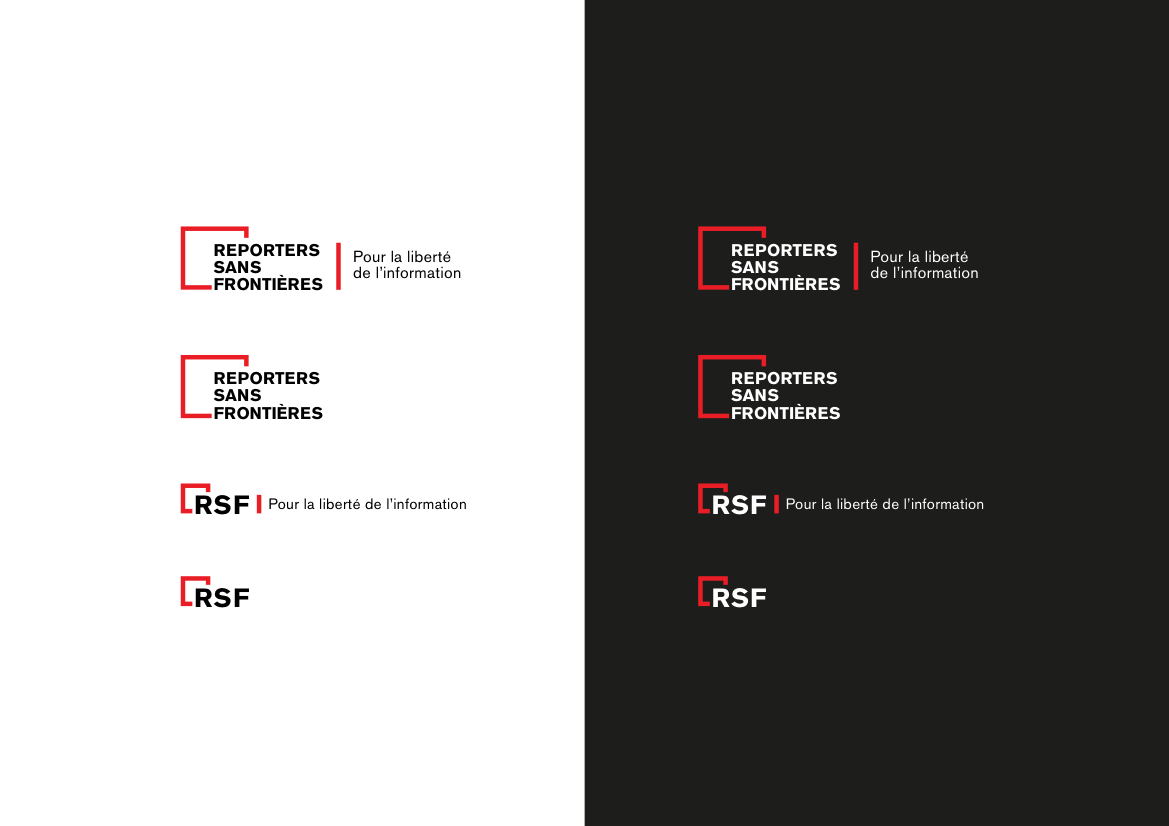 REPORTERS
SANS
FRONTIÈRES
Pour la liberté
de l'information
REPORTERS
SANS
FRONTIÈRES
RSF
Pour la liberté de l'information
RSF
REPORTERS
SANS
FRONTIÈRES
Pour la liberté
de l'information
REPORTERS
SANS
FRONTIÈRES
RSF
Pour la liberté de l'information
RSF